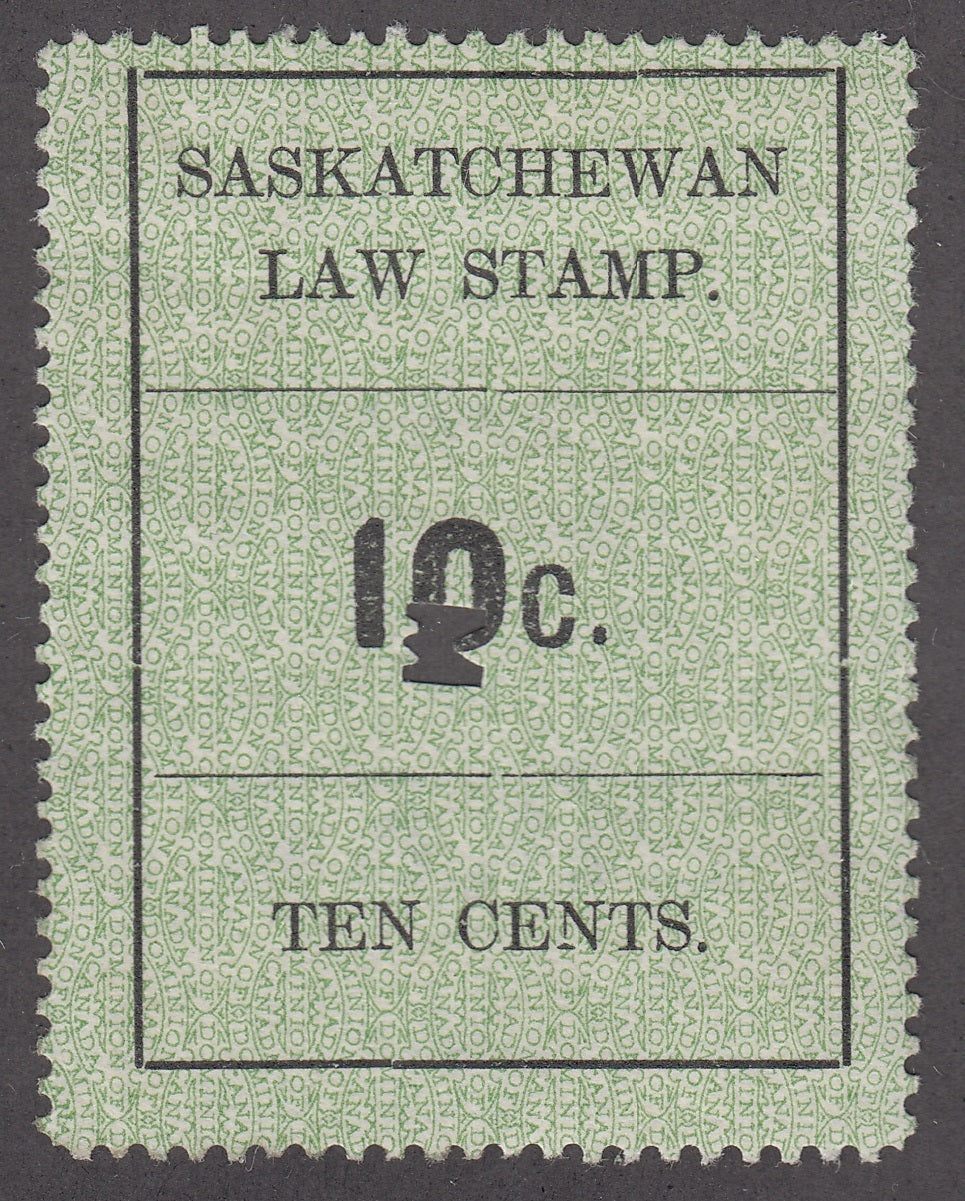 SASKATCHEWAN
LAW STAMP.
10c.
TEN CENTS.